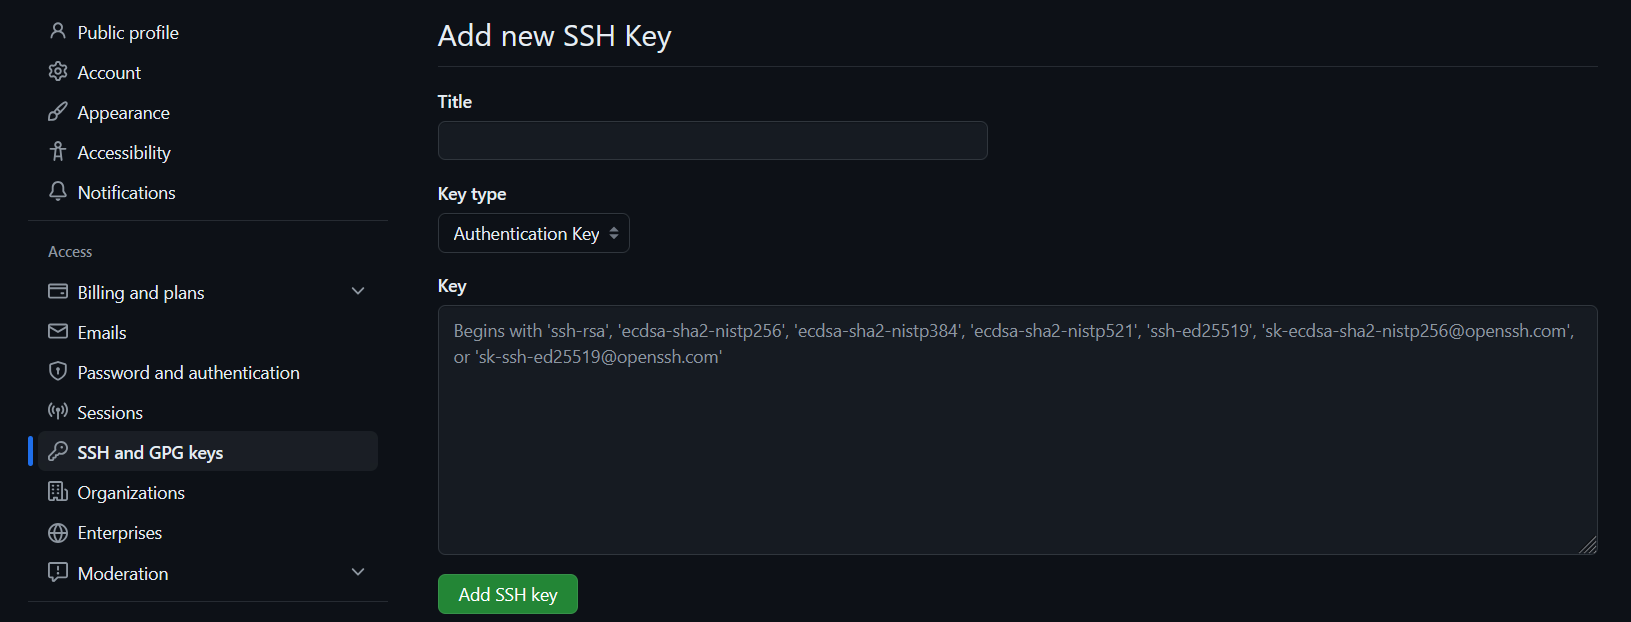 Public profile
Account
Appearance
Accessibility
Notifications
Access
Billing and plans
Emails
Password and authentication
Sessions
SSH and GPG keys
Organizations
Enterprises
Moderation
Add new SSH Key
Title
Key type
Authentication Key
Key
Begins with 'ssh-rsa', 'ecdsa-sha2-nistp256', 'ecdsa-sha2-nistp384', 'ecdsa-sha2-nistp521', 'ssh-ed25519', 'sk-ecdsa-sha2-nistp256@openssh.com',
or 'sk-ssh-ed25519@openssh.com'
Add SSH key